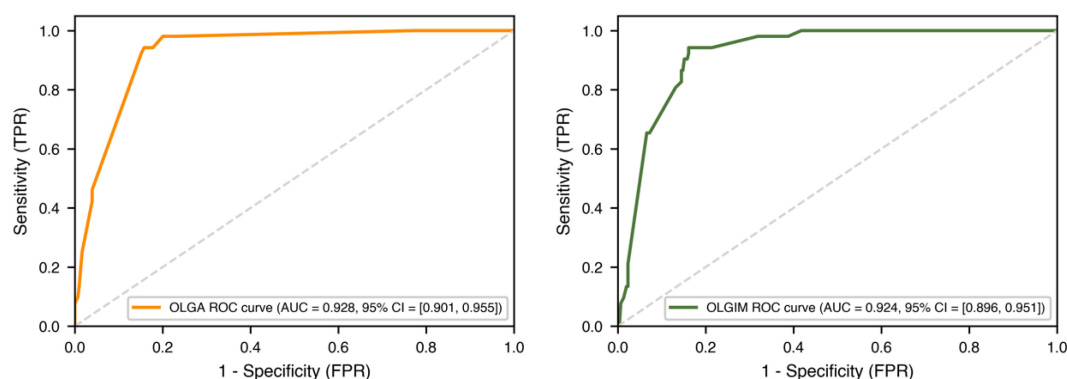 1.0
0.8
0.6
0.4
0.2
0.0
Sensitivity (TPR)
OLGA ROC curve (AUC = 0.928, 95% CI = [0.901, 0.955])
0.0 0.2 0.4 0.6 0.8 1.0
1 - Specificity (FPR)
1.0
0.8
0.6
0.4
0.2
0.0
Sensitivity (TPR)
OLGIM ROC curve (AUC = 0.924, 95% CI = [0.896, 0.951])
0.0 0.2 0.4 0.6 0.8 1.0
1 - Specificity (FPR)